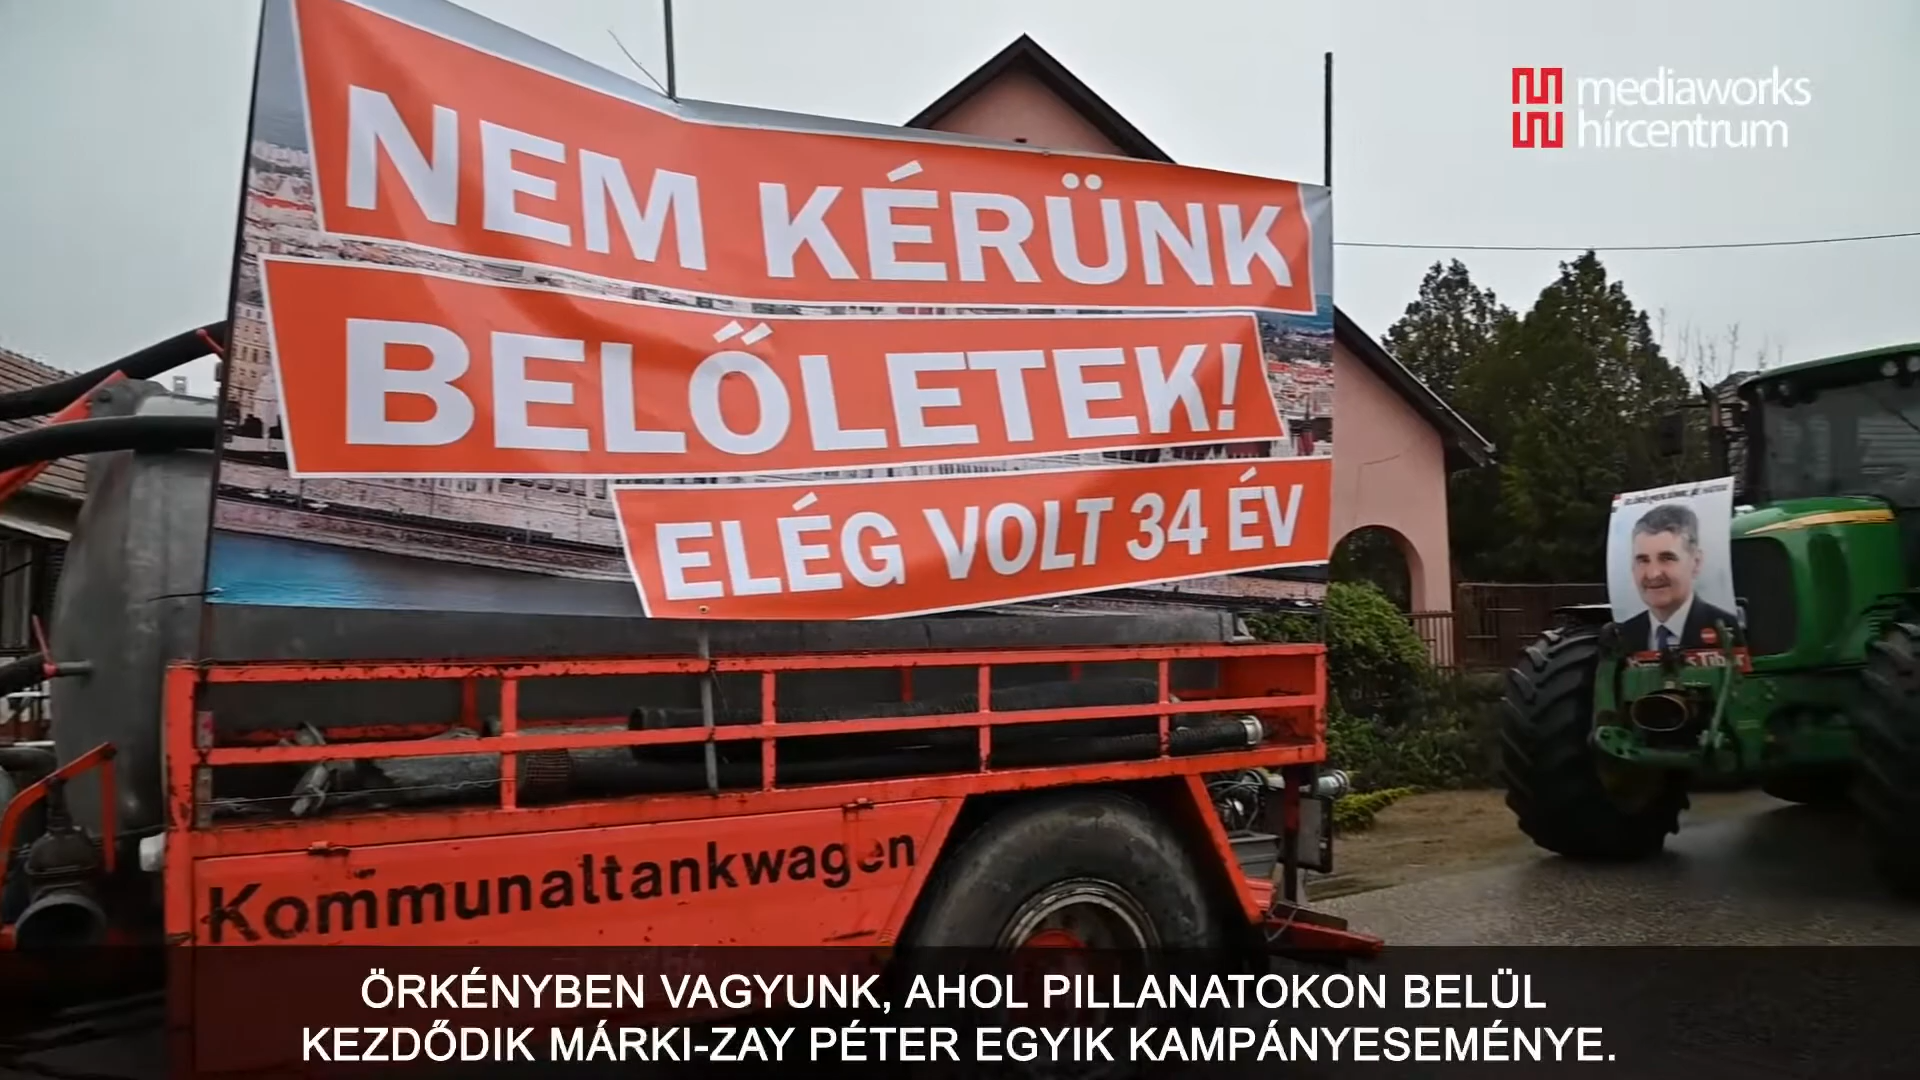 NEM KÉRÜNK
BELŐLETEK!
ELÉG VOLT 34 ÉV
mediaworks
hírcentrum
Kommunaltankwagen
ÖRKÉNYBEN VAGYUNK, AHOL PILLANATOKON BELÜL
KEZDŐDIK MÁRKI-ZAY PÉTER EGYIK KAMPÁNYESEMÉNYE.